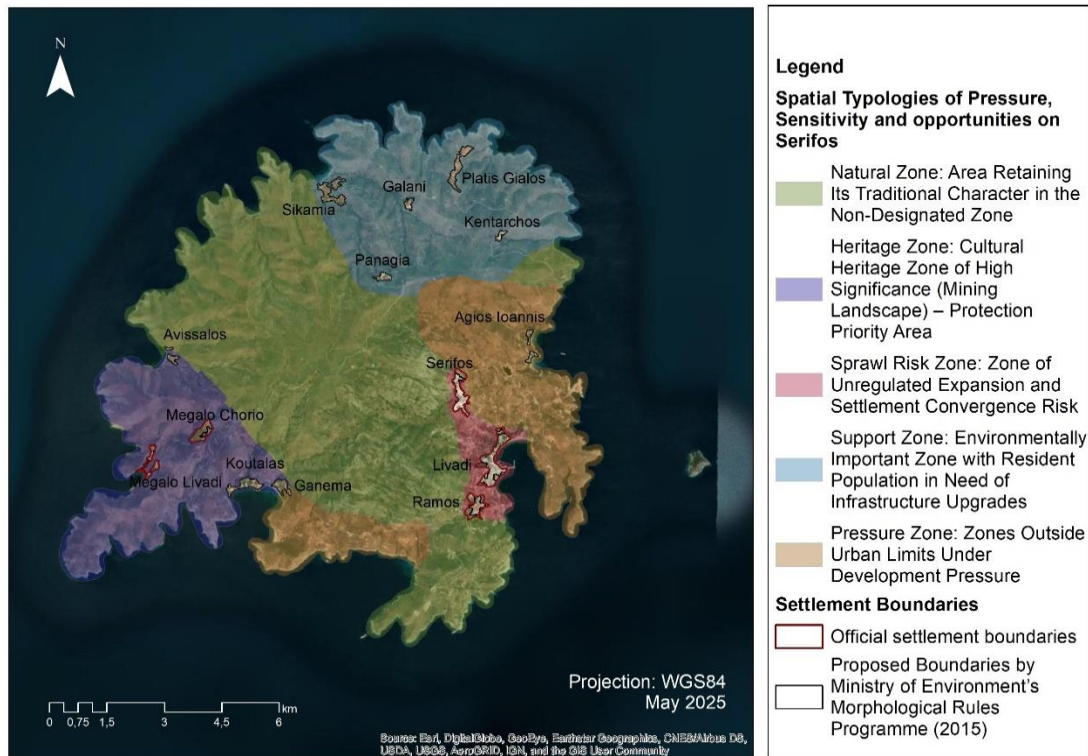 N
Platis Gialos
Galani
Sikamia
Kentarchos
Panagia
Agios Ioannis
Avissalos
Serifos
Megalo Chorio
Koutalas
Livadi
Megalo Livadi
Ganema
Ramos
Projection: WGS84
May 2025
km
0 0,75 1,5 3 4,5 6
Source: Esri, DigitalGlobe, GeoEye, Earthstar Geographics, CNES/Airbus DS,
USDA, USGS, AeroGRID, IGN, and the GIS User Community
Legend
Spatial Typologies of Pressure,
Sensitivity and opportunities on
Serifos
Natural Zone: Area Retaining
Its Traditional Character in the
Non-Designated Zone
Heritage Zone: Cultural
Heritage Zone of High
Significance (Mining
Landscape) – Protection
Priority Area
Sprawl Risk Zone: Zone of
Unregulated Expansion and
Settlement Convergence Risk
Support Zone: Environmentally
Important Zone with Resident
Population in Need of
Infrastructure Upgrades
Pressure Zone: Zones Outside
Urban Limits Under
Development Pressure
Settlement Boundaries
Official settlement boundaries
Proposed Boundaries by
Ministry of Environment's
Morphological Rules
Programme (2015)